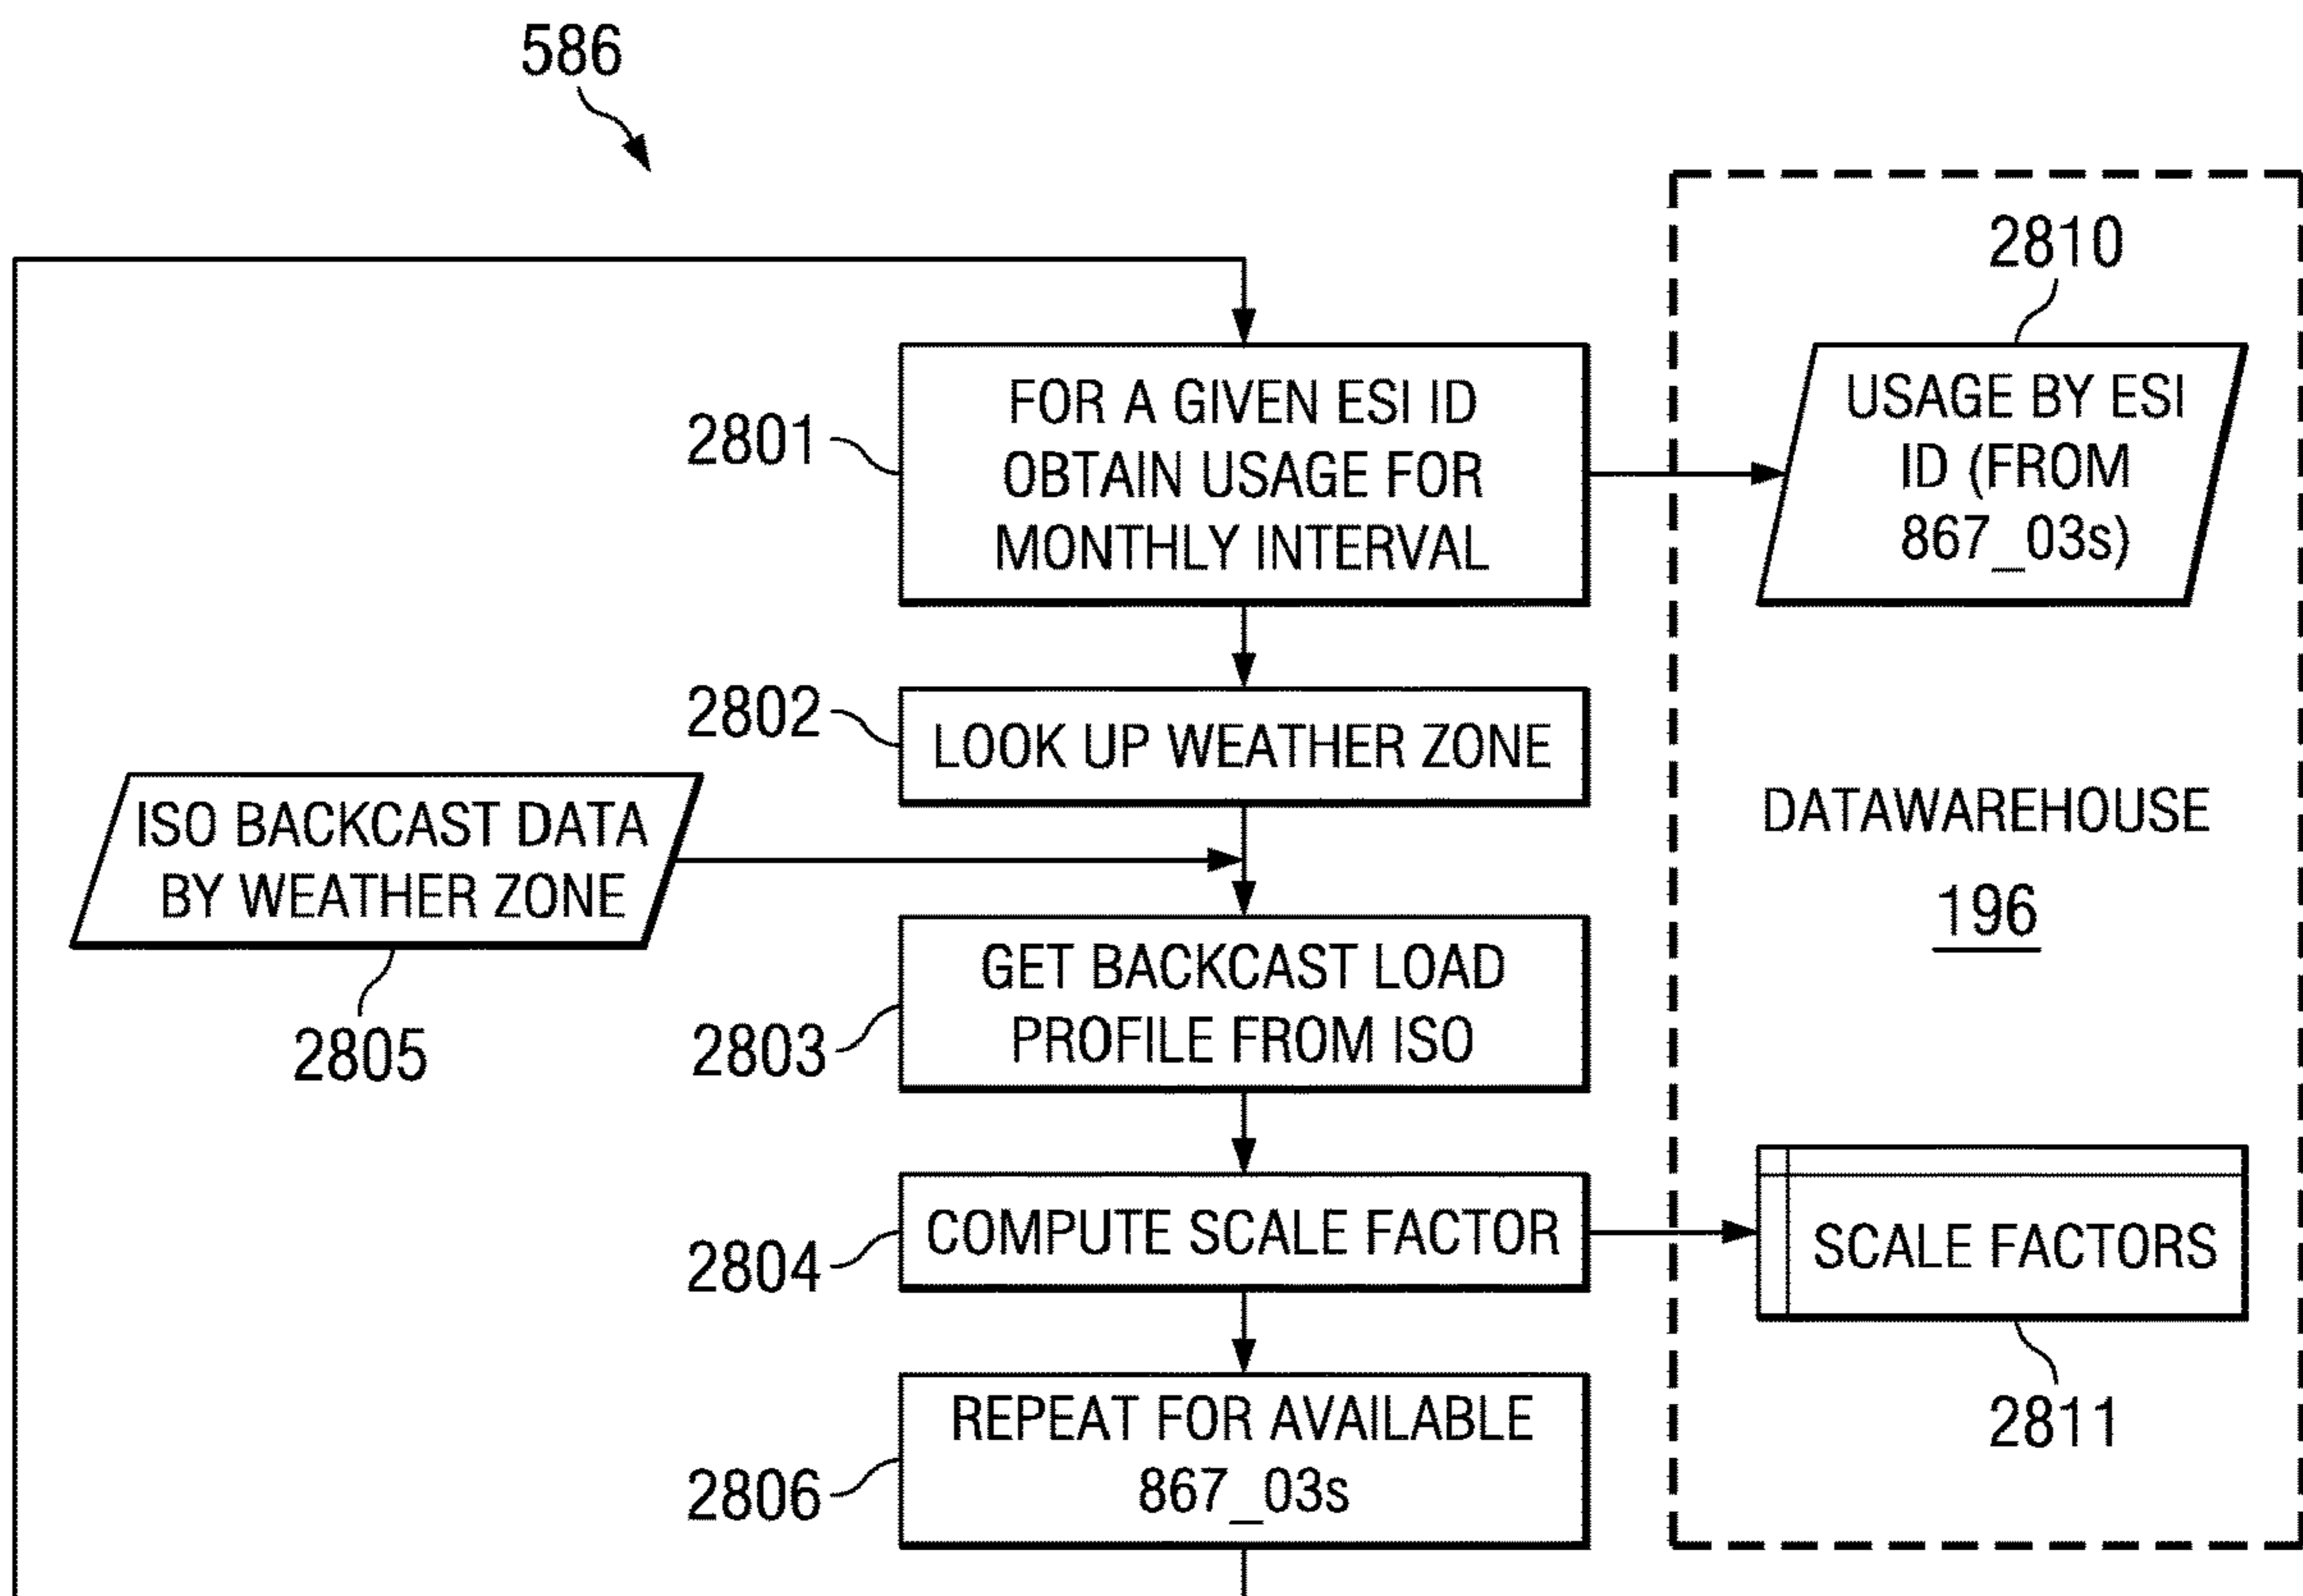 586
2810
FOR A GIVEN ESI ID
OBTAIN USAGE FOR
MONTHLY INTERVAL
2801
USAGE BY ESI
ID (FROM
867_03s)
2802
LOOK UP WEATHER ZONE
ISO BACKCAST DATA
BY WEATHER ZONE
2805
DATAWAREHOUSE
196
GET BACKCAST LOAD
PROFILE FROM ISO
2803
COMPUTE SCALE FACTOR
2804
SCALE FACTORS
2811
REPEAT FOR AVAILABLE
867_03s
2806